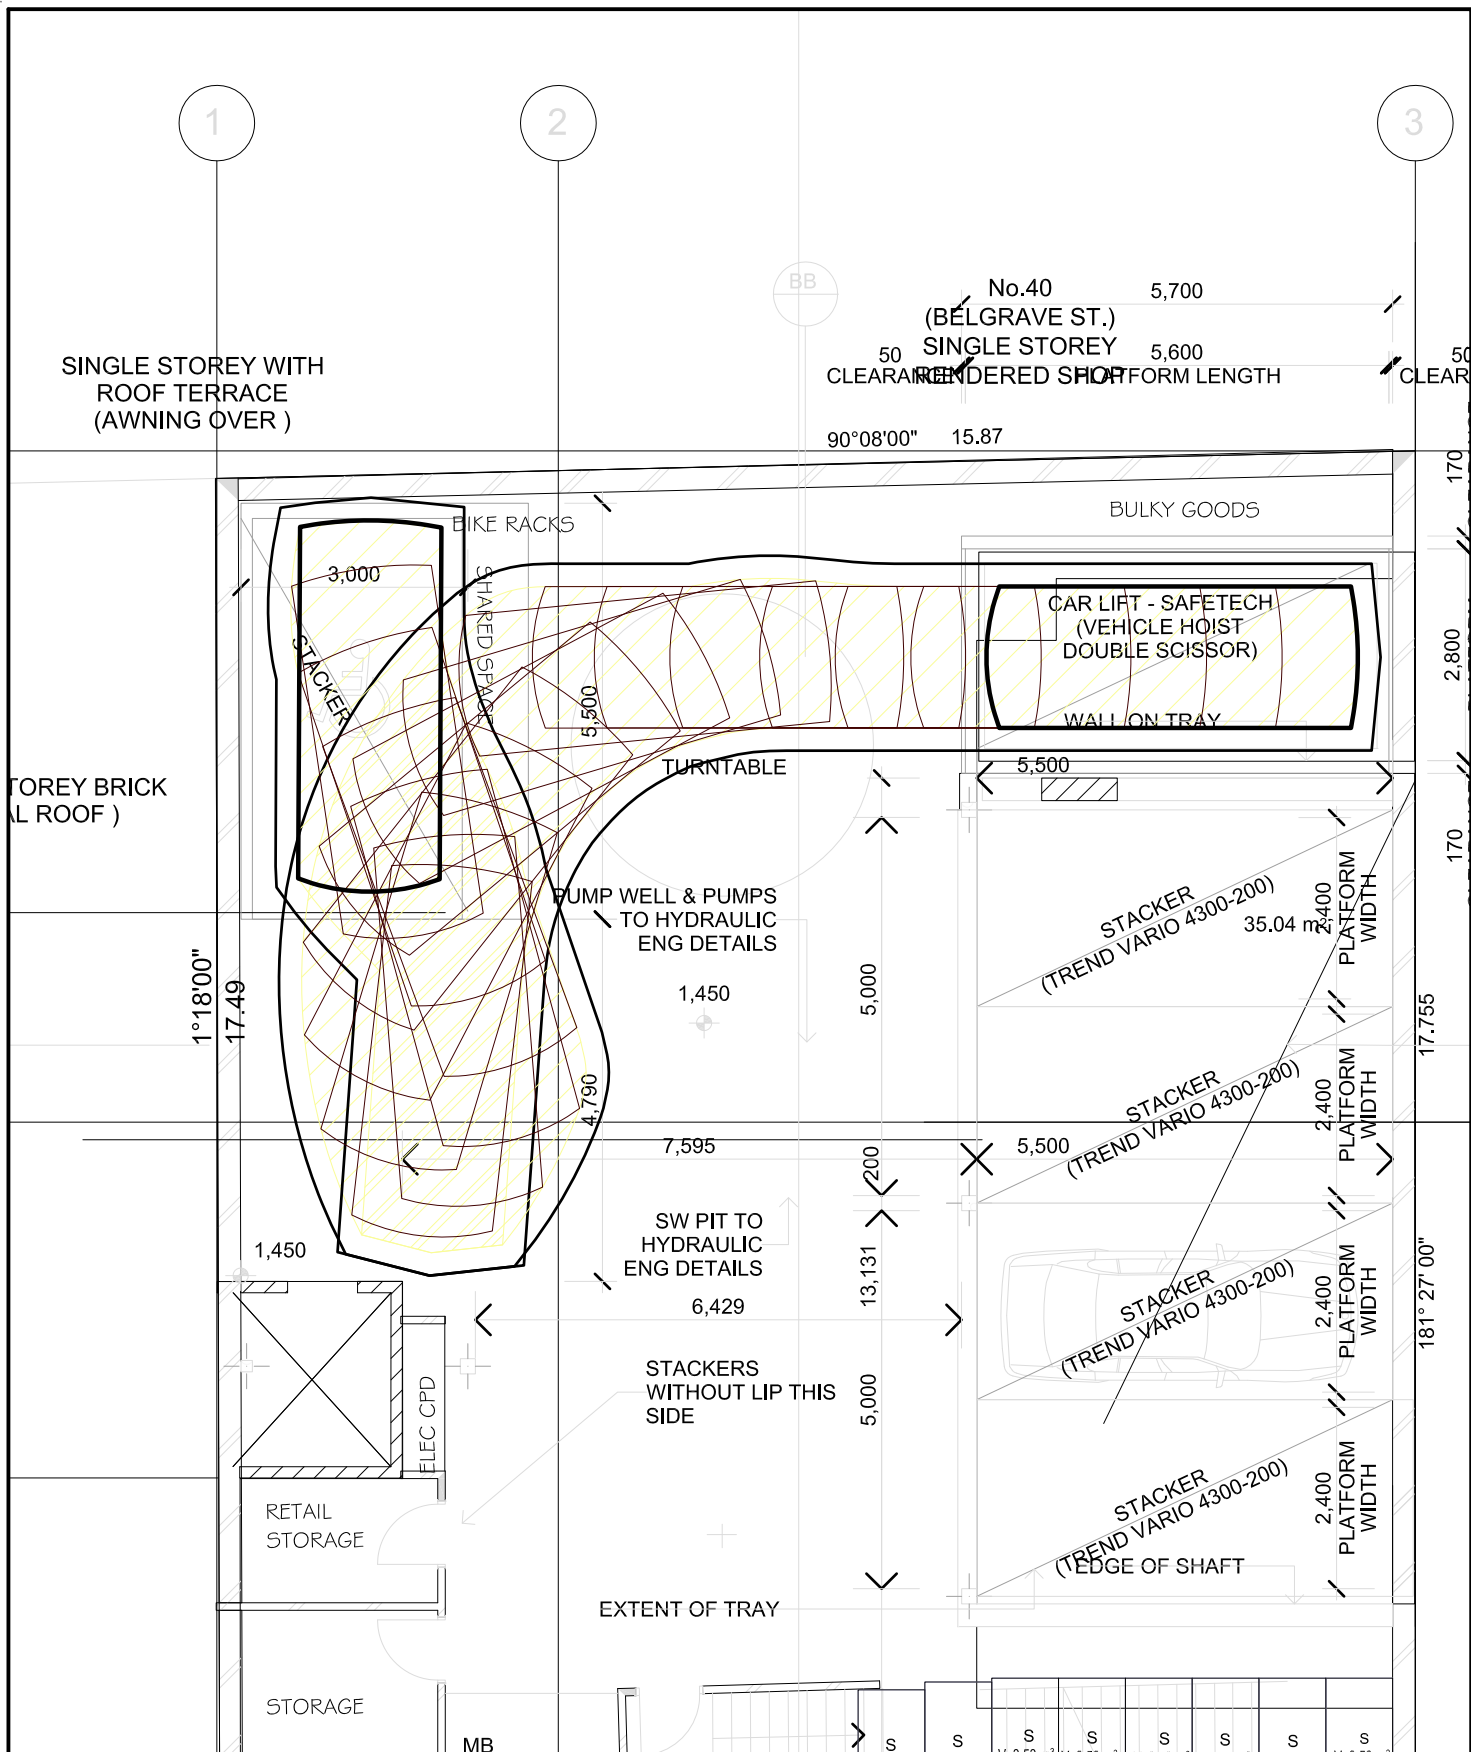 1
2
3
BB
No.40
(BELGRAVE ST.)
SINGLE STOREY
RENDERED SHOP
5,700
5,600
PLATFORM LENGTH
50
CLEARANCE
50
CLEAR
SINGLE STOREY WITH
ROOF TERRACE
(AWNING OVER )
90°08'00" 15.87
170
BIKE RACKS
BULKY GOODS
3,000
SHARED SPACE
STACKER
CAR LIFT - SAFETECH
(VEHICLE HOIST
DOUBLE SCISSOR)
2,800
5,500
WALL ON TRAY
TURNTABLE
5,500
TOREY BRICK
AL ROOF )
170
PUMP WELL & PUMPS
TO HYDRAULIC
ENG DETAILS
STACKER
(TREND VARIO 4300-200)
35.04 m²
2,400
PLATFORM
WIDTH
1°18'00"
17.49
1,450
5,000
17.755
STACKER
(TREND VARIO 4300-200)
2,400
PLATFORM
WIDTH
4,790
7,595
200
5,500
SW PIT TO
HYDRAULIC
ENG DETAILS
1,450
13,131
6,429
STACKER
(TREND VARIO 4300-200)
2,400
PLATFORM
WIDTH
181° 27' 00"
STACKERS
WITHOUT LIP THIS
SIDE
5,000
ELEC CPD
STACKER
(TREND VARIO 4300-200)
2,400
PLATFORM
WIDTH
RETAIL
STORAGE
EDGE OF SHAFT
EXTENT OF TRAY
STORAGE
MB
S
S
S
S
S
S
S
S